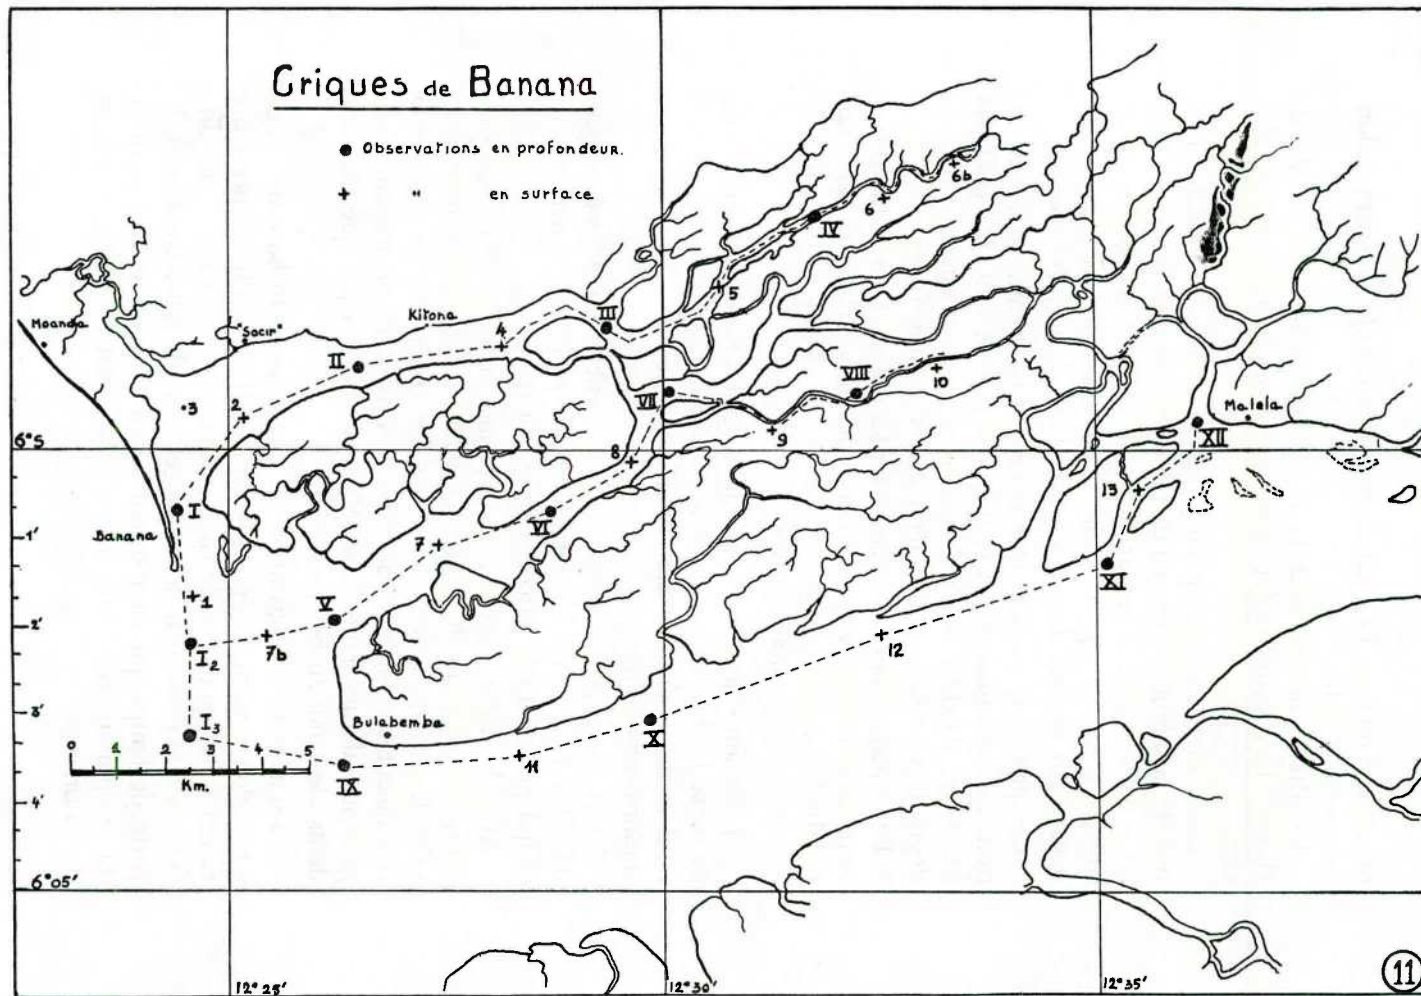 Criques de Banana
Observations en profondeur.
" en surface
6b
6
IV
5
III
Kitona
4
"Socir"
Moanda
II
VIII
10
VII
3
2
Malela
XII
9
6°S
8
13
I
VI
Banana
1'
7
XI
1
V
2'
7b
I2
12
3'
I3
Bulabemba
X
0 1 2 3 4 5
11
Km.
IX
4'
6°05'
12°25'
12°30'
12°35'
11